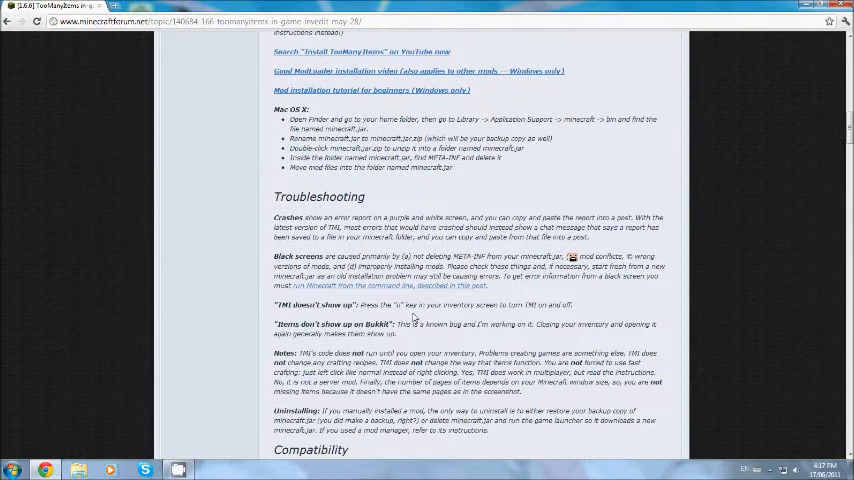 [1.6.6] TooManyItems in-g
www.minecraftforum.net/topic/140684-166-toomanyitems-in-game-invedit-may-28/
instructions instead!)
Search "Install TooManyItems" on YouTube now
Good ModLoader installation video (also applies to other mods -- Windows only)
Mod installation tutorial for beginners (Windows only)
Mac OS X:
• Open Finder and go to your home folder, then go to Library -> Application Support -> minecraft -> bin and find the
file named minecraft.jar.
• Rename minecraft.jar to minecraft.jar.zip (which will be your backup copy as well)
• Double-click minecraft.jar.zip to unzip it into a folder named minecraft.jar
• Inside the folder named minecraft.jar, find META-INF and delete it
• Move mod files into the folder named minecraft.jar
Troubleshooting
Crashes show an error report on a purple and white screen, and you can copy and paste the report into a post. With the
latest version of TMI, most errors that would have crashed should instead show a chat message that says a report has
been saved to a file in your minecraft folder, and you can copy and paste from that file into a post.
Black screens are caused primarily by (a) not deleting META-INF from your minecraft.jar, mod conflicts, © wrong
versions of mods, and (d) improperly installing mods. Please check these things and, if necessary, start fresh from a new
minecraft.jar as an old installation problem may still be causing errors. To get error information from a black screen you
must run Minecraft from the command line, described in this post.
"TMI doesn't show up": Press the "o" key in your inventory screen to turn TMI on and off.
"Items don't show up on Bukkit": This is a known bug and I'm working on it. Closing your inventory and opening it
again generally makes them show up.
Notes: TMI's code does not run until you open your inventory. Problems creating games are something else. TMI does
not change any crafting recipes. TMI does not change the way that items function. You are not forced to use fast
crafting: just left click like normal instead of right clicking. Yes, TMI does work in multiplayer, but read the instructions.
No, it is not a server mod. Finally, the number of pages of items depends on your Minecraft window size, so, you are not
missing items because it doesn't have the same pages as in the screenshot.
Uninstalling: If you manually installed a mod, the only way to uninstall is to either restore your backup copy of
minecraft.jar (you did make a backup, right?) or delete minecraft.jar and run the game launcher so it downloads a new
minecraft.jar. If you used a mod manager, refer to its instructions.
Compatibility
EN
4:17 PM
17/06/2011